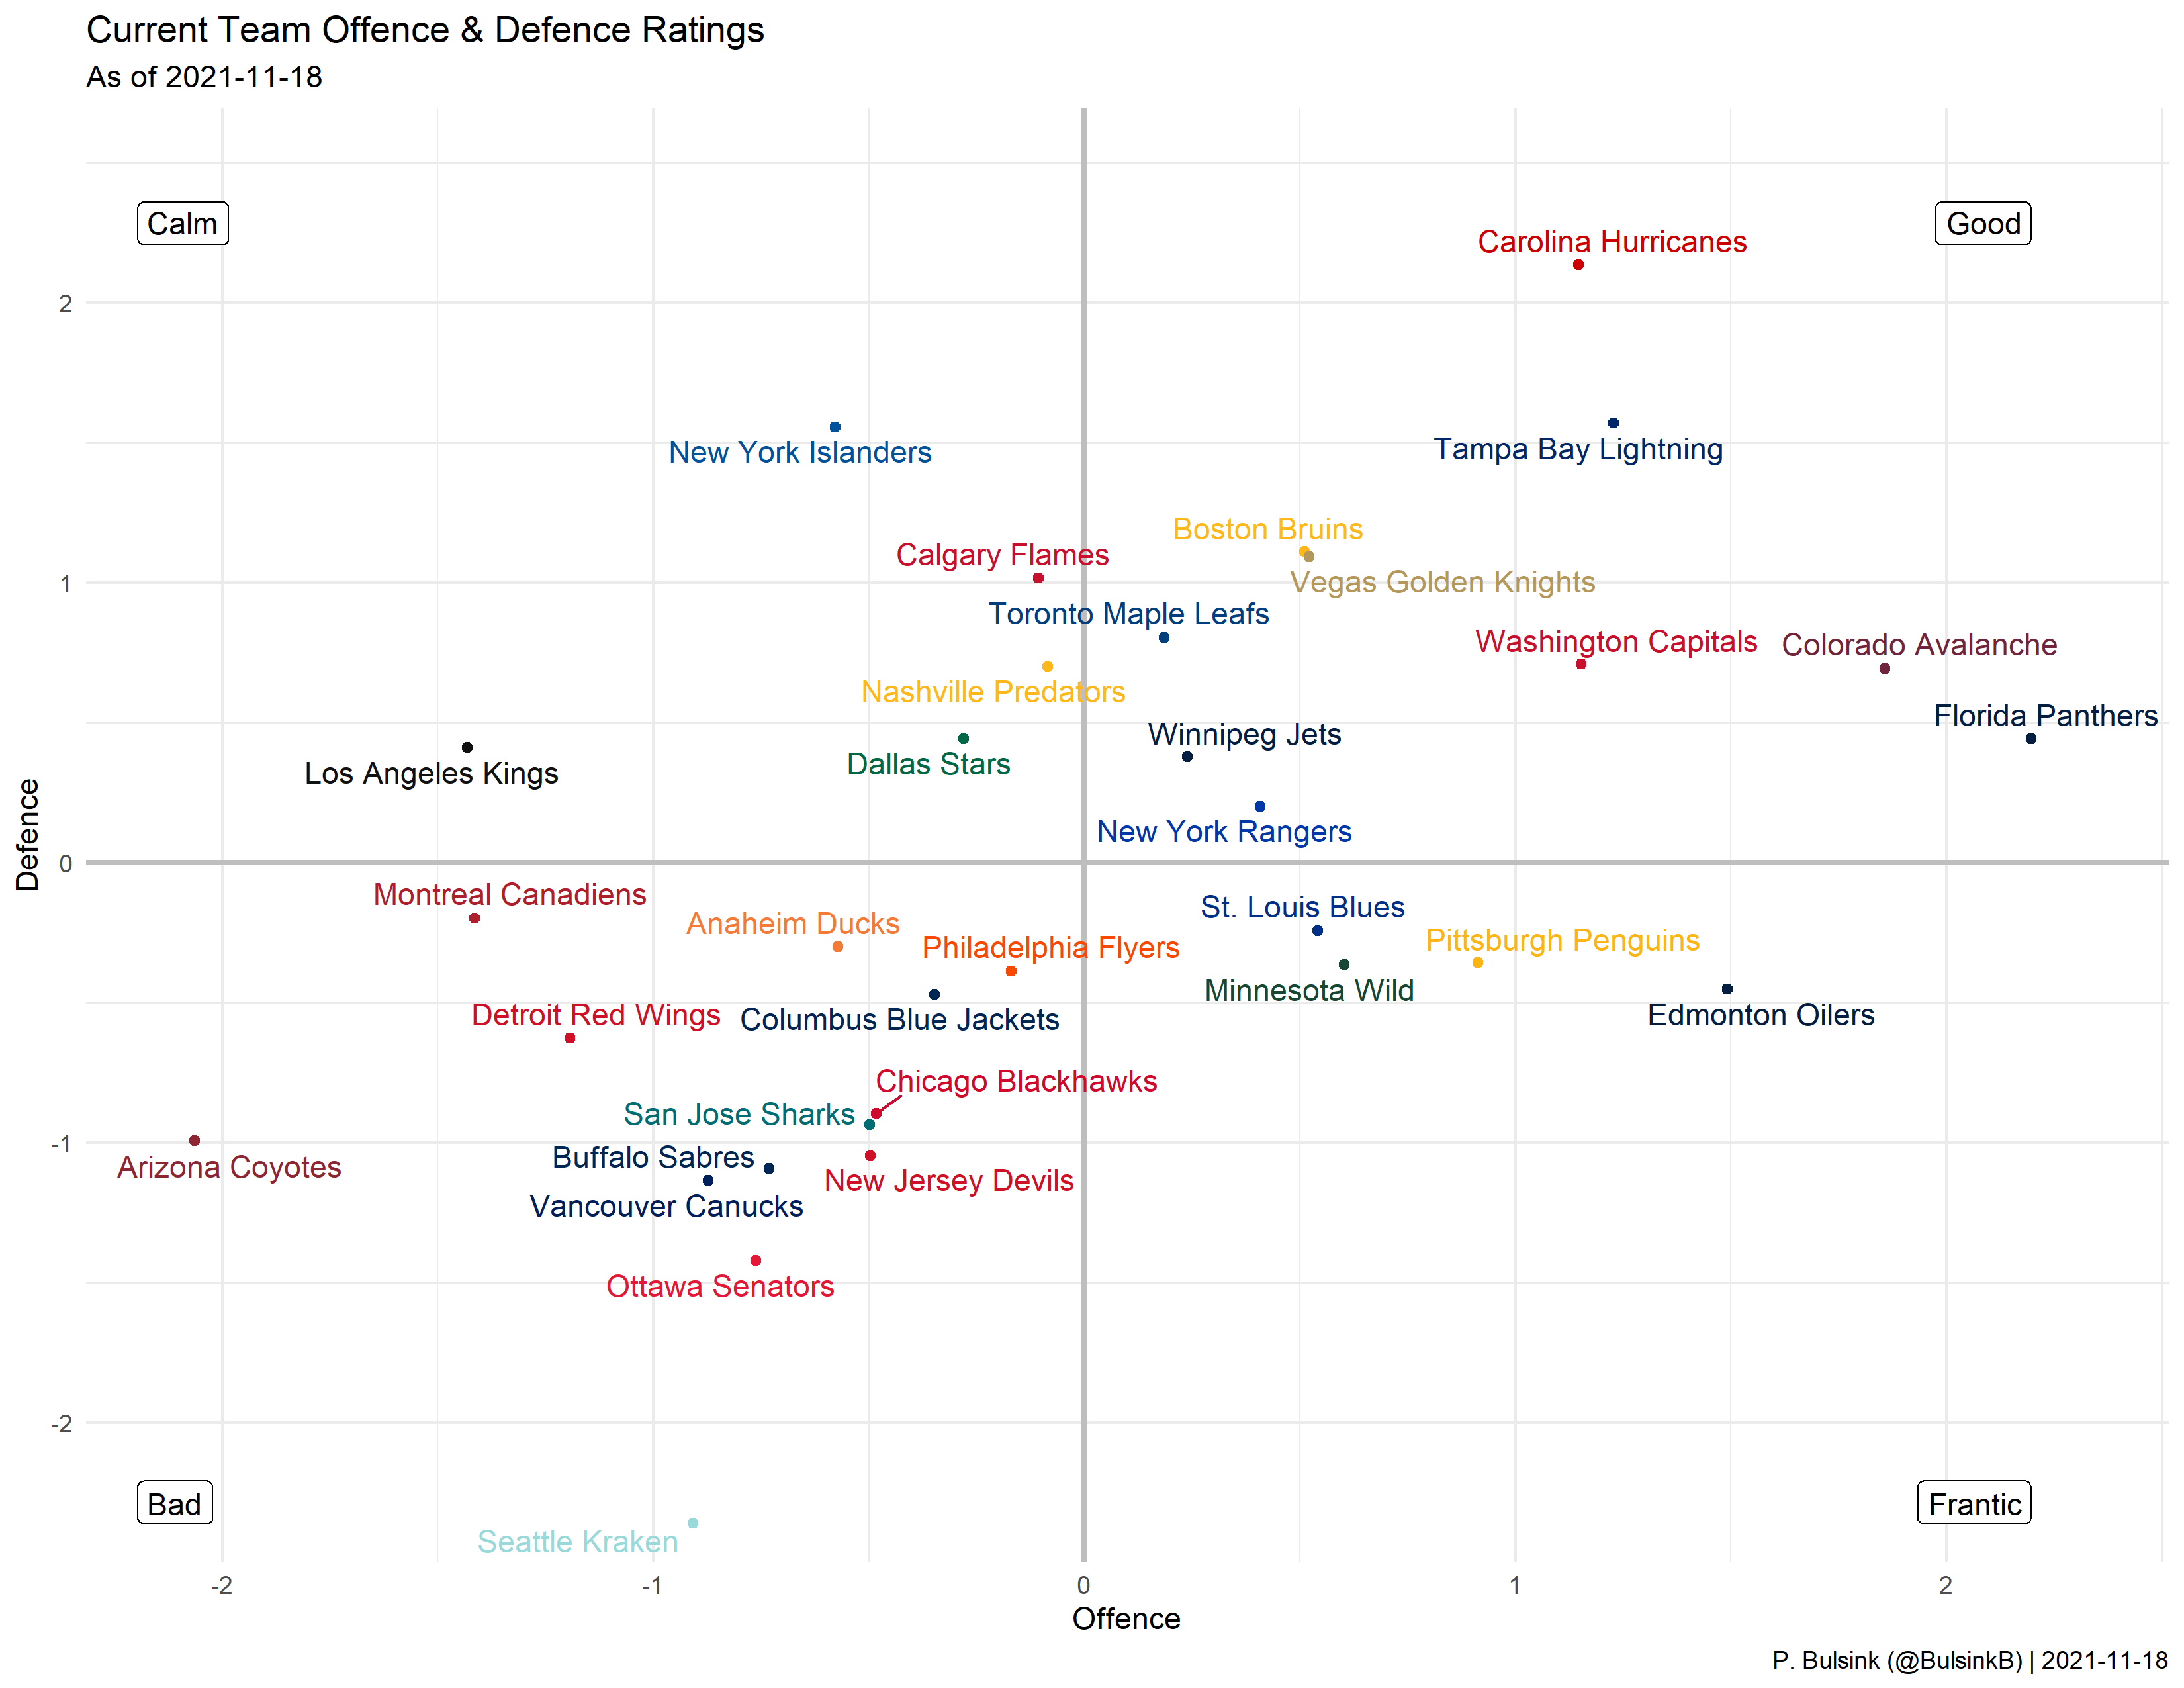 Current Team Offence & Defence Ratings
As of 2021-11-18
Calm
Good
Carolina Hurricanes
2
New York Islanders
Tampa Bay Lightning
Boston Bruins
Calgary Flames
Vegas Golden Knights
1
Toronto Maple Leafs
Washington Capitals
Colorado Avalanche
Nashville Predators
Florida Panthers
Winnipeg Jets
Dallas Stars
Los Angeles Kings
New York Rangers
Defence
0
Montreal Canadiens
St. Louis Blues
Anaheim Ducks
Pittsburgh Penguins
Philadelphia Flyers
Minnesota Wild
Detroit Red Wings
Columbus Blue Jackets
Edmonton Oilers
Chicago Blackhawks
San Jose Sharks
-1
Buffalo Sabres
Arizona Coyotes
New Jersey Devils
Vancouver Canucks
Ottawa Senators
-2
Bad
Frantic
Seattle Kraken
-2
-1
0
1
2
Offence
P. Bulsink (@BulsinkB) | 2021-11-18